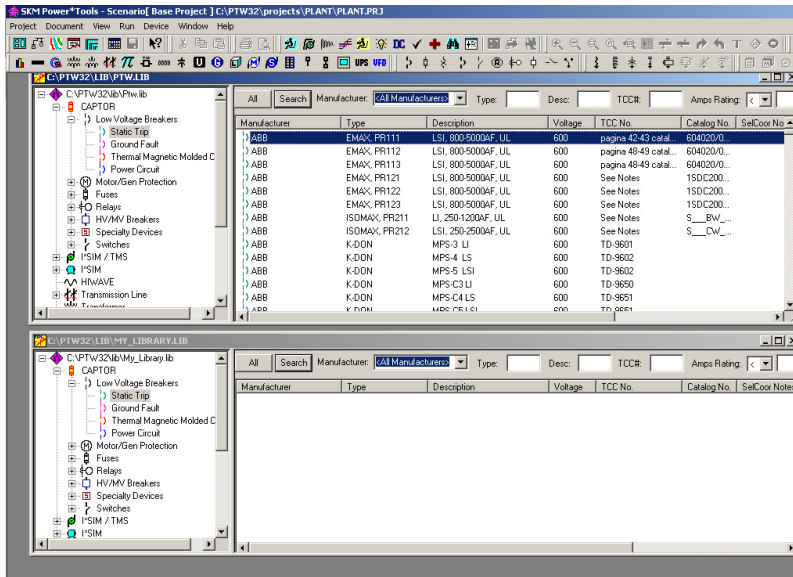 SKM Power*Tools - Scenario[ Base Project ] C:\PTW32\projects\PLANT\PLANT.PRJ
Project Document View Run Device Window Help
DC T
U G UPS VFD R
C:\PTW32\LIB\PTW.LIB
C:\PTW32\lib\Ptw.lib
CAPTOR
Low Voltage Breakers
Static Trip
Ground Fault
Thermal Magnetic Molded C
Power Circuit
Motor/Gen Protection
Fuses
Relays
HV/MV Breakers
Specialty Devices
Switches
I*SIM / TMS
I*SIM
HIWAVE
Transmission Line
Transformer
All Search Manufacturer: <All Manufacturers> Type: Desc: TCC#: Amps Rating: <
Manufacturer Type Description Voltage TCC No. Catalog No. SelCoor No
ABB EMAX, PR111 LSI, 800-5000AF, UL 600 pagina 42-43 catal... 604020/0...
ABB EMAX, PR112 LSI, 800-5000AF, UL 600 pagina 48-49 catal... 604020/0...
ABB EMAX, PR113 LSI, 800-5000AF, UL 600 pagina 48-49 catal... 604020/0...
ABB EMAX, PR121 LSI, 800-5000AF, UL 600 See Notes 1SDC200...
ABB EMAX, PR122 LSI, 800-5000AF, UL 600 See Notes 1SDC200...
ABB EMAX, PR123 LSI, 800-5000AF, UL 600 See Notes 1SDC200...
ABB ISOMAX, PR211 LI, 250-1200AF, UL 600 See Notes S___BW_...
ABB ISOMAX, PR212 LSI, 250-2500AF, UL 600 See Notes S___CW_...
ABB K-DON MPS-3 LI 600 TD-9601
ABB K-DON MPS-4 LS 600 TD-9602
ABB K-DON MPS-5 LSI 600 TD-9602
ABB K-DON MPS-C3 LI 600 TD-9650
ABB K-DON MPS-C4 LS 600 TD-9651
ABB K-DON MPS-C5 LSI 600 TD-9651
C:\PTW32\LIB\MY_LIBRARY.LIB
C:\PTW32\lib\My_Library.lib
CAPTOR
Low Voltage Breakers
Static Trip
Ground Fault
Thermal Magnetic Molded C
Power Circuit
Motor/Gen Protection
Fuses
Relays
HV/MV Breakers
Specialty Devices
Switches
I*SIM / TMS
I*SIM
All Search Manufacturer: <All Manufacturers> Type: Desc: TCC#: Amps Rating: <
Manufacturer Type Description Voltage TCC No. Catalog No. SelCoor Notes